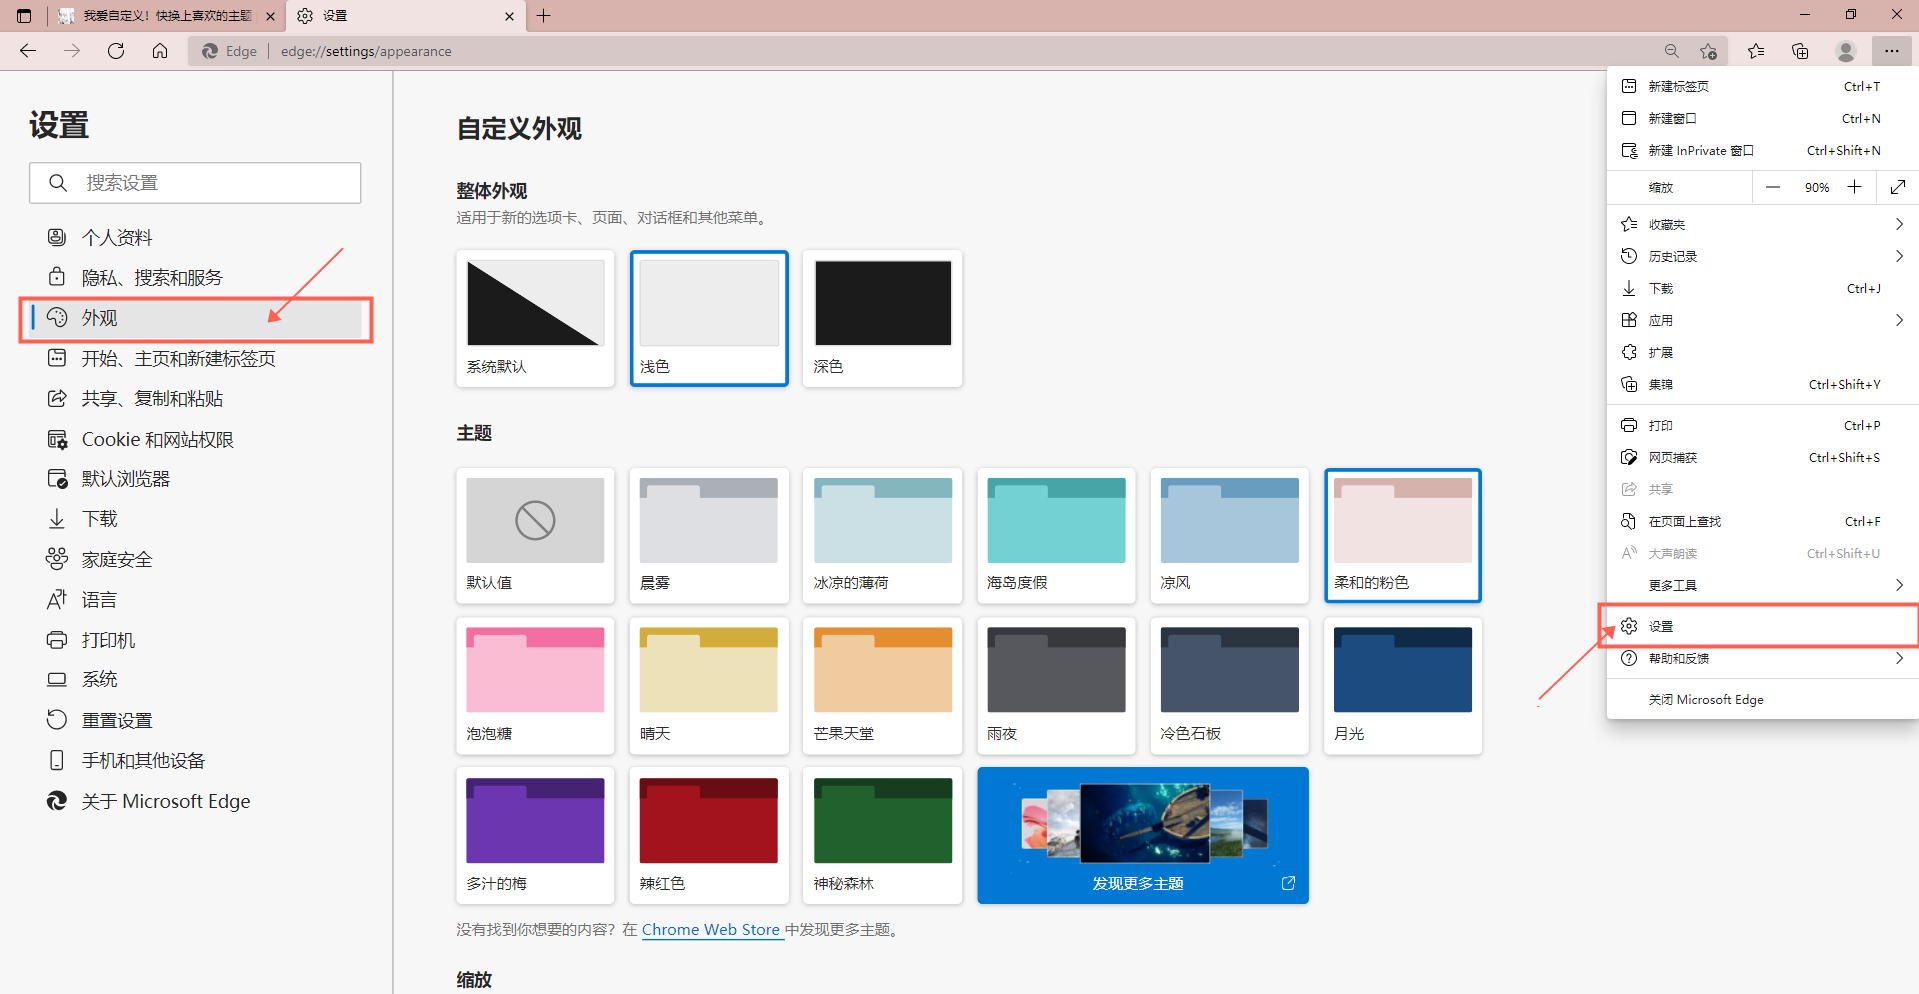 我爱自定义！快换上喜欢的主题
设置
Edge
edge://settings/appearance
设置
搜索设置
个人资料
隐私、搜索和服务
外观
开始、主页和新建标签页
共享、复制和粘贴
Cookie 和网站权限
默认浏览器
下载
家庭安全
语言
打印机
系统
重置设置
手机和其他设备
关于 Microsoft Edge
自定义外观
整体外观
适用于新的选项卡、页面、对话框和其他菜单。
系统默认
浅色
深色
主题
默认值
晨雾
冰凉的薄荷
海岛度假
凉风
柔和的粉色
泡泡糖
晴天
芒果天堂
雨夜
冷色石板
月光
多汁的梅
辣红色
神秘森林
发现更多主题
没有找到你想要的内容？在 Chrome Web Store 中发现更多主题。
缩放
新建标签页 Ctrl+T
新建窗口 Ctrl+N
新建 InPrivate 窗口 Ctrl+Shift+N
缩放 — 90% +
收藏夹
历史记录
下载 Ctrl+J
应用
扩展
集锦 Ctrl+Shift+Y
打印 Ctrl+P
网页捕获 Ctrl+Shift+S
共享
在页面上查找 Ctrl+F
大声朗读 Ctrl+Shift+U
更多工具
设置
帮助和反馈
关闭 Microsoft Edge